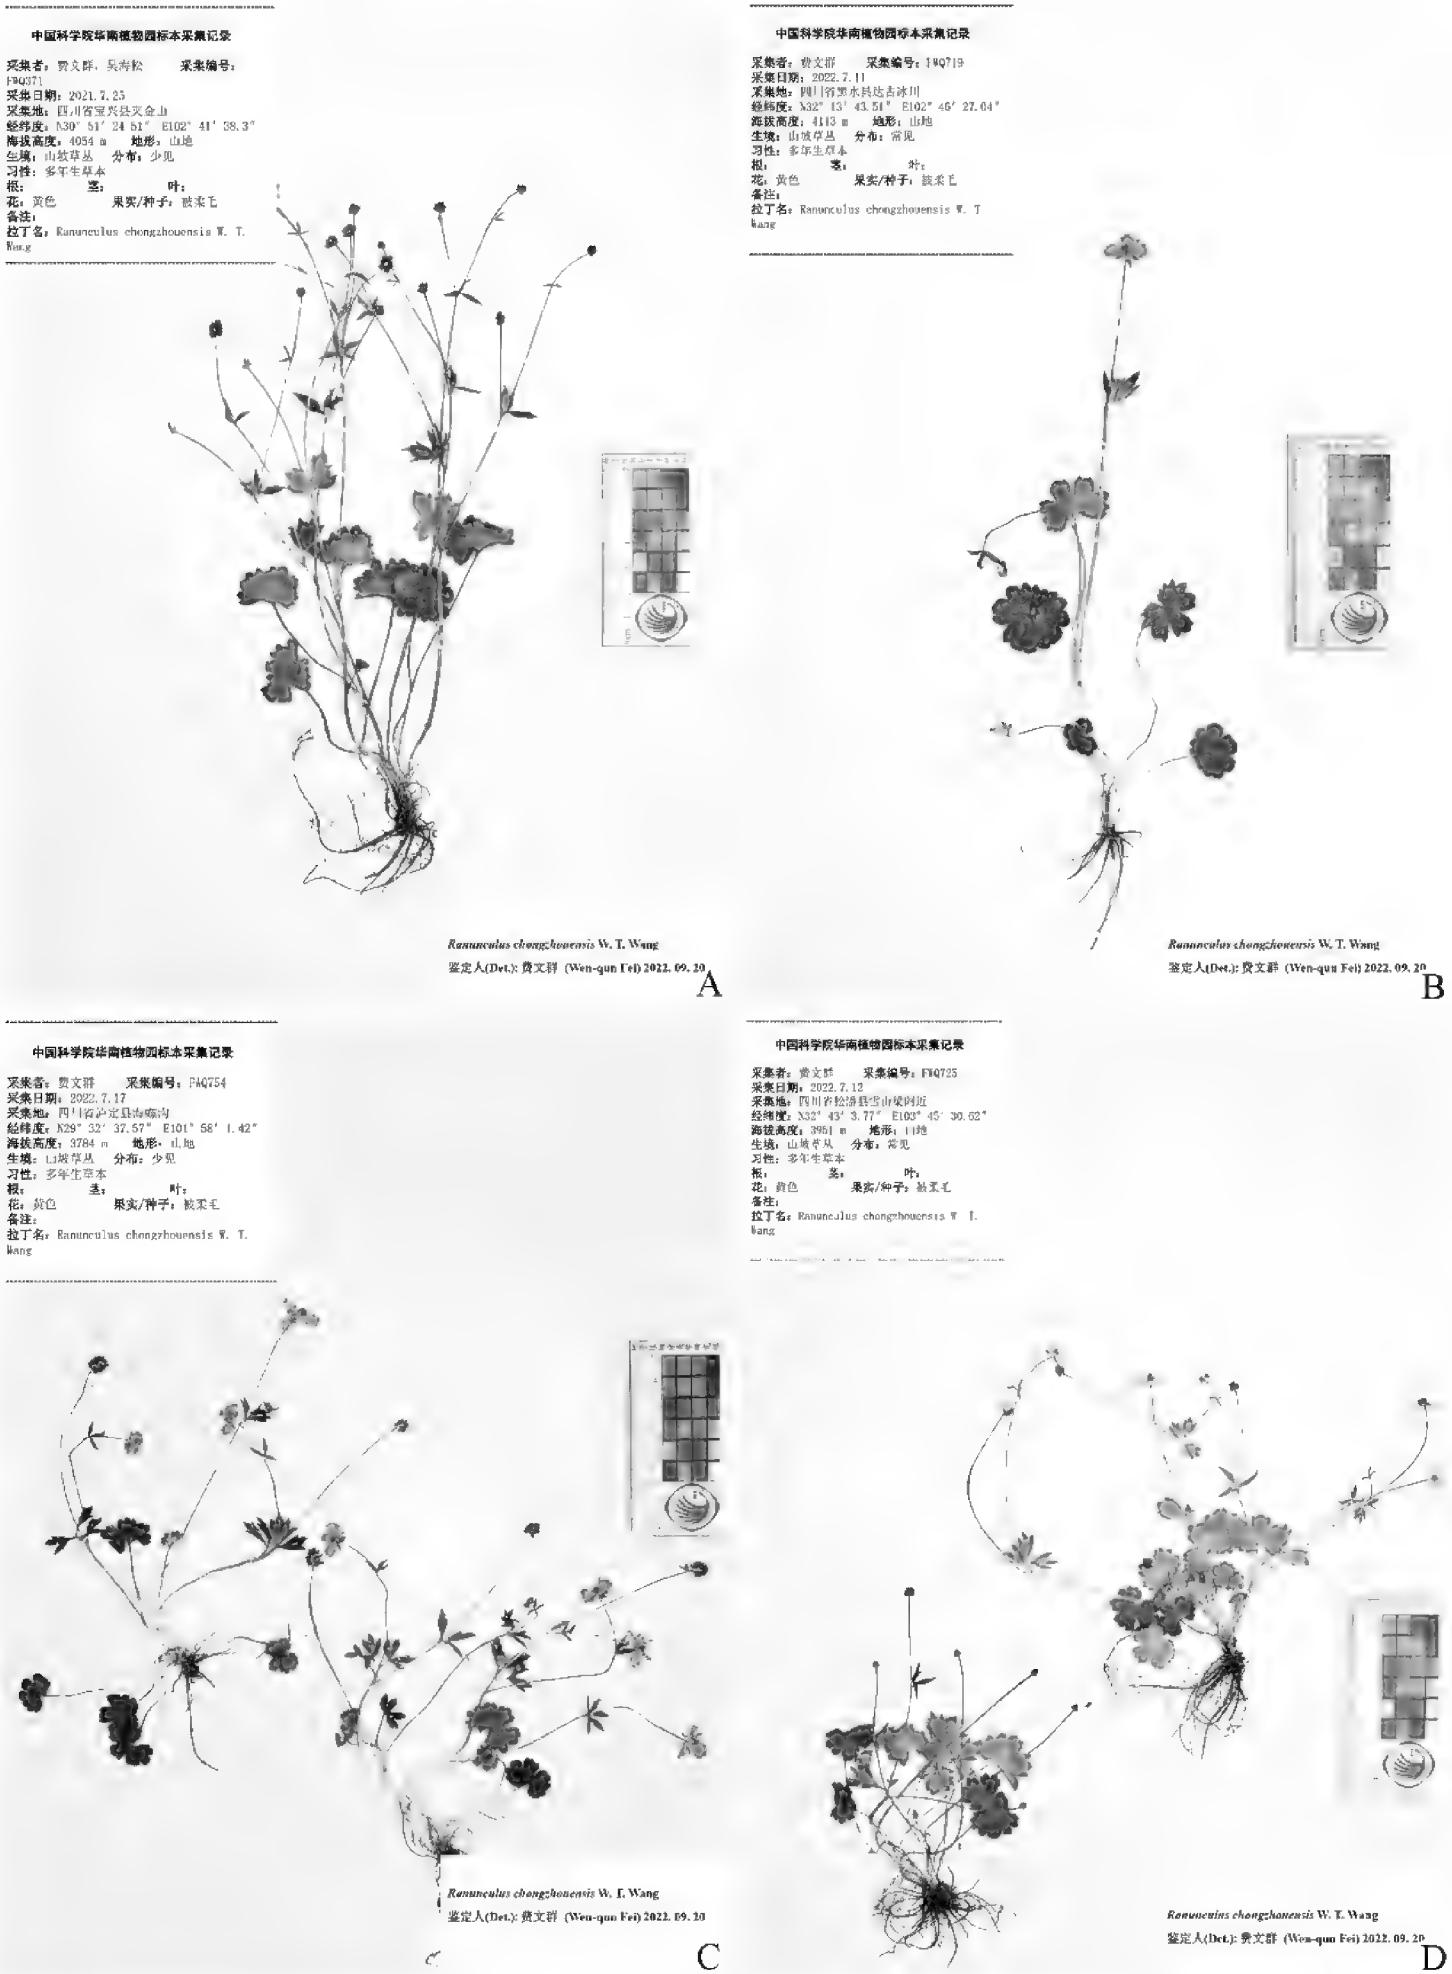 中国科学院华南植物园标本采集记录
采集者：费文群，吴海松 采集编号：
FWQ371
采集日期：2021.7.25
采集地：四川省宝兴县夹金山
经纬度：N30° 51′ 24.51″ E102° 41′ 38.3″
海拔高度：4054 m 地形：山地
生境：山坡草丛 分布：少见
习性：多年生草本
根： 茎： 叶：
花：黄色 果实/种子：被柔毛
备注：
拉丁名：Ranunculus chongzhouensis W. T.
Wang
Ranunculus chongzhouensis W. T. Wang
鉴定人(Det.): 费文群 (Wen-qun Fei) 2022. 09. 20
A
中国科学院华南植物园标本采集记录
采集者：费文群 采集编号：FWQ719
采集日期：2022.7.11
采集地：四川省黑水县达古冰川
经纬度：N32° 13′ 43.51″ E102° 46′ 27.04″
海拔高度：4113 m 地形：山地
生境：山坡草丛 分布：常见
习性：多年生草本
根： 茎： 叶：
花：黄色 果实/种子：被柔毛
备注：
拉丁名：Ranunculus chongzhouensis W. T
Wang
Ranunculus chongzhouensis W. T. Wang
鉴定人(Det.): 费文群 (Wen-qun Fei) 2022. 09. 20
B
中国科学院华南植物园标本采集记录
采集者：费文群 采集编号：FWQ754
采集日期：2022.7.17
采集地：四川省泸定县海螺沟
经纬度：N29° 32′ 37.57″ E101° 58′ 1.42″
海拔高度：3784 m 地形：山地
生境：山坡草丛 分布：少见
习性：多年生草本
根： 茎： 叶：
花：黄色 果实/种子：被柔毛
备注：
拉丁名：Ranunculus chongzhouensis W. T.
Wang
Ranunculus chongzhouensis W. T. Wang
鉴定人(Det.): 费文群 (Wen-qun Fei) 2022. 09. 20
C
中国科学院华南植物园标本采集记录
采集者：费文群 采集编号：FWQ725
采集日期：2022.7.12
采集地：四川省松潘县雪山梁附近
经纬度：N32° 43′ 3.77″ E103° 45′ 30.62″
海拔高度：3951 m 地形：山地
生境：山坡草丛 分布：常见
习性：多年生草本
根： 茎： 叶：
花：黄色 果实/种子：被柔毛
备注：
拉丁名：Ranunculus chongzhouensis W. T.
Wang
Ranunculus chongzhouensis W. T. Wang
鉴定人(Det.): 费文群 (Wen-qun Fei) 2022. 09. 20
D